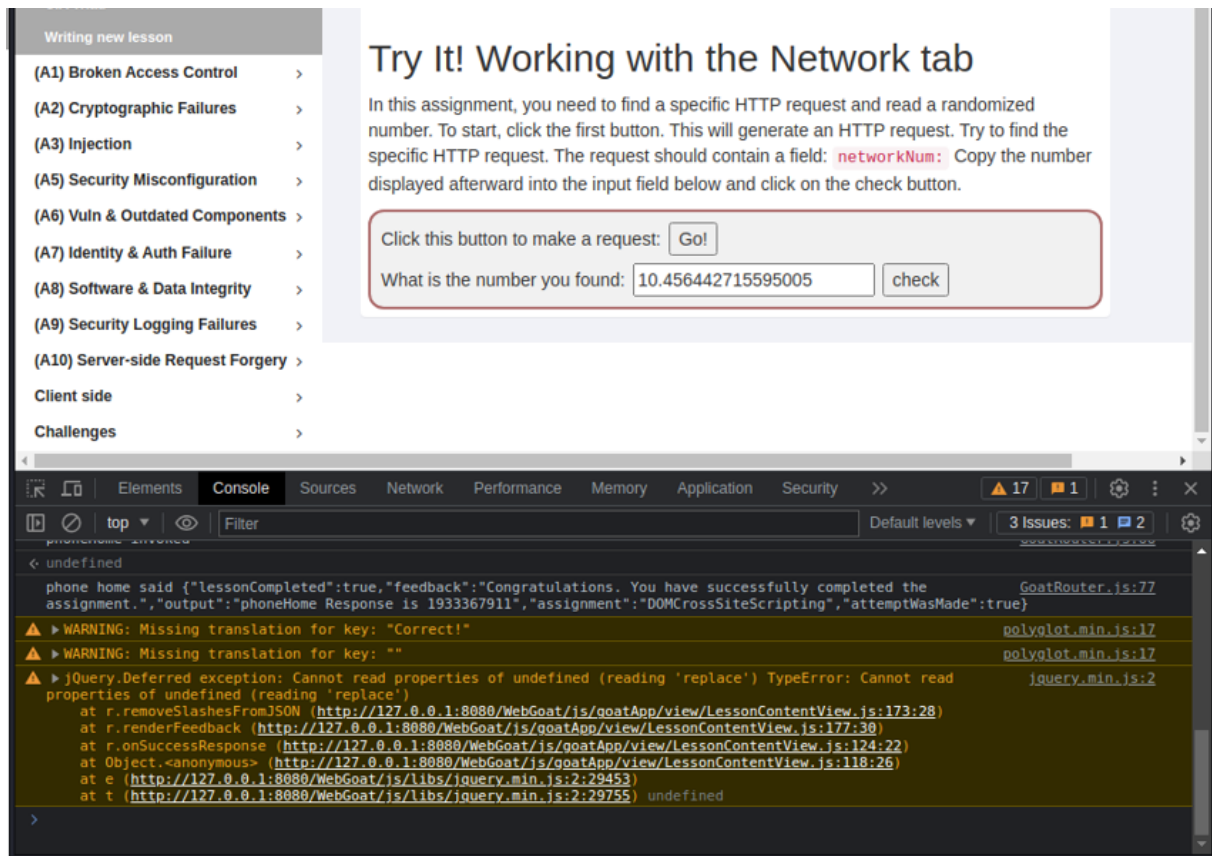 Writing new lesson
(A1) Broken Access Control
(A2) Cryptographic Failures
(A3) Injection
(A5) Security Misconfiguration
(A6) Vuln & Outdated Components
(A7) Identity & Auth Failure
(A8) Software & Data Integrity
(A9) Security Logging Failures
(A10) Server-side Request Forgery
Client side
Challenges
Try It! Working with the Network tab
In this assignment, you need to find a specific HTTP request and read a randomized
number. To start, click the first button. This will generate an HTTP request. Try to find the
specific HTTP request. The request should contain a field: networkNum: Copy the number
displayed afterward into the input field below and click on the check button.
Click this button to make a request: Go!
What is the number you found: 10.456442715595005 check
Elements Console Sources Network Performance Memory Application Security 17 1
top Filter Default levels 3 Issues: 1 2
undefined
phone home said {"lessonCompleted":true,"feedback":"Congratulations. You have successfully completed the GoatRouter.js:77
assignment.","output":"phoneHome Response is 1933367911","assignment":"DOMCrossSiteScripting","attemptWasMade":true}
WARNING: Missing translation for key: "Correct!" polyglot.min.js:17
WARNING: Missing translation for key: "" polyglot.min.js:17
jQuery.Deferred exception: Cannot read properties of undefined (reading 'replace') TypeError: Cannot read jquery.min.js:2
properties of undefined (reading 'replace')
at r.removeSlashesFromJSON (http://127.0.0.1:8080/WebGoat/js/goatApp/view/LessonContentView.js:173:28)
at r.renderFeedback (http://127.0.0.1:8080/WebGoat/js/goatApp/view/LessonContentView.js:177:30)
at r.onSuccessResponse (http://127.0.0.1:8080/WebGoat/js/goatApp/view/LessonContentView.js:124:22)
at Object.<anonymous> (http://127.0.0.1:8080/WebGoat/js/goatApp/view/LessonContentView.js:118:26)
at e (http://127.0.0.1:8080/WebGoat/js/libs/jquery.min.js:2:29453)
at t (http://127.0.0.1:8080/WebGoat/js/libs/jquery.min.js:2:29755) undefined